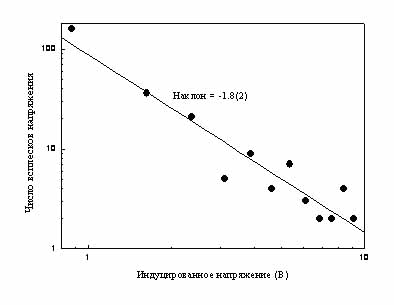 100
Наклон = -1.8(2)
10
1
1
10
Число всплесков напряжения
Индуцированное напряжение (В)